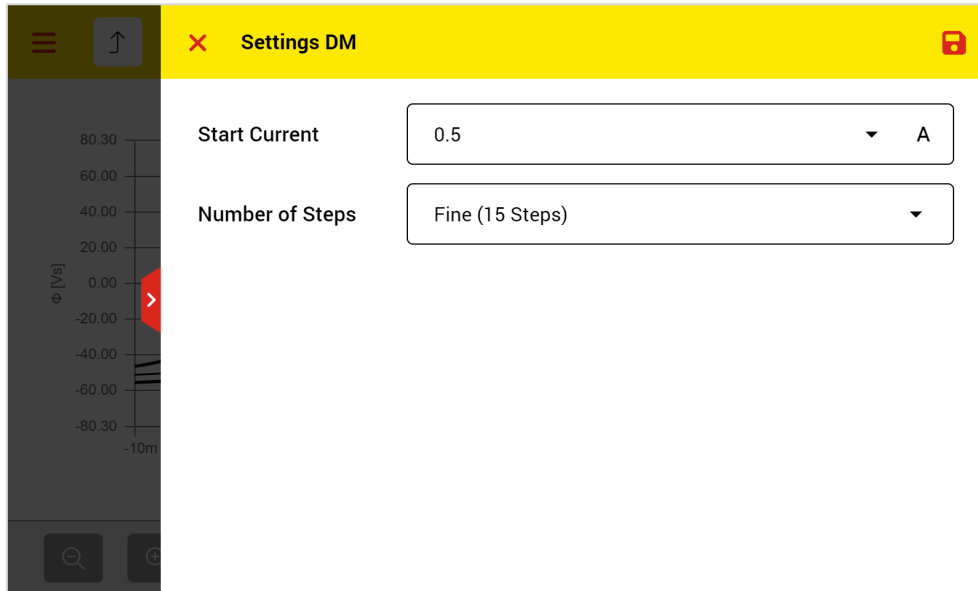 Settings DM
Start Current
0.5
A
Number of Steps
Fine (15 Steps)
80.30
60.00
40.00
20.00
0.00
-20.00
-40.00
-60.00
-80.30
Φ [Vs]
-10m